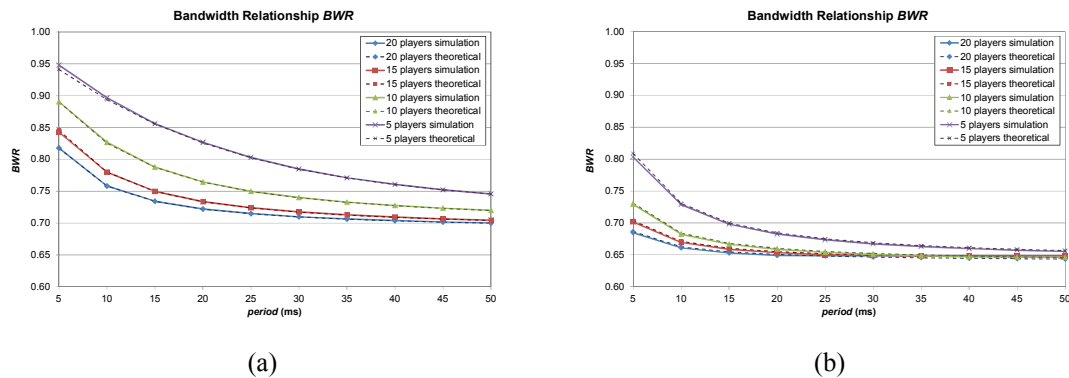 Bandwidth Relationship BWR
1.00
0.95
0.90
0.85
0.80
0.75
0.70
0.65
0.60
BWR
5 10 15 20 25 30 35 40 45 50
period (ms)
20 players simulation
20 players theoretical
15 players simulation
15 players theoretical
10 players simulation
10 players theoretical
5 players simulation
5 players theoretical
(a)
Bandwidth Relationship BWR
1.00
0.95
0.90
0.85
0.80
0.75
0.70
0.65
0.60
BWR
5 10 15 20 25 30 35 40 45 50
period (ms)
20 players simulation
20 players theoretical
15 players simulation
15 players theoretical
10 players simulation
10 players theoretical
5 players simulation
5 players theoretical
(b)